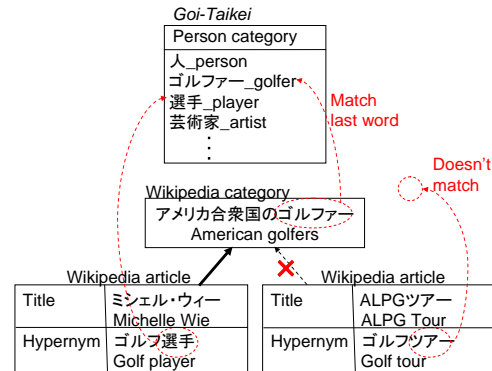 Goi-Taikei
Person category
人_person
ゴルファー_golfer
選手_player
芸術家_artist
⋮
Match
last word
Doesn't
match
Wikipedia category
アメリカ合衆国のゴルファー
American golfers
Wikipedia article
Title
ミシェル・ウィー
Michelle Wie
Hypernym
ゴルフ選手
Golf player
Wikipedia article
Title
ALPGツアー
ALPG Tour
Hypernym
ゴルフツアー
Golf tour